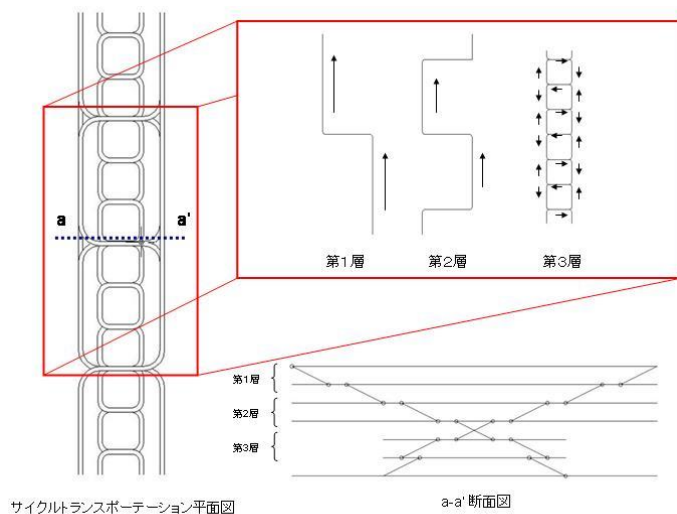 a
a'
第1層
第2層
第3層
第1層
第2層
第3層
サイクルトランスポーテーション平面図
a-a' 断面図